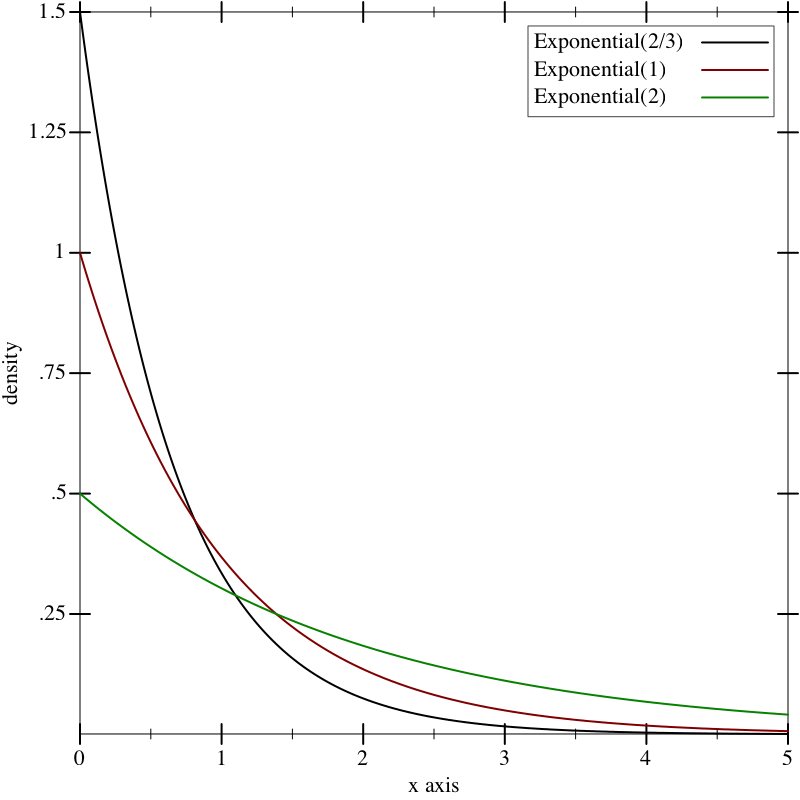 1.5
1.25
1
.75
.5
.25
density
Exponential(2/3)
Exponential(1)
Exponential(2)
0 1 2 3 4 5
x axis